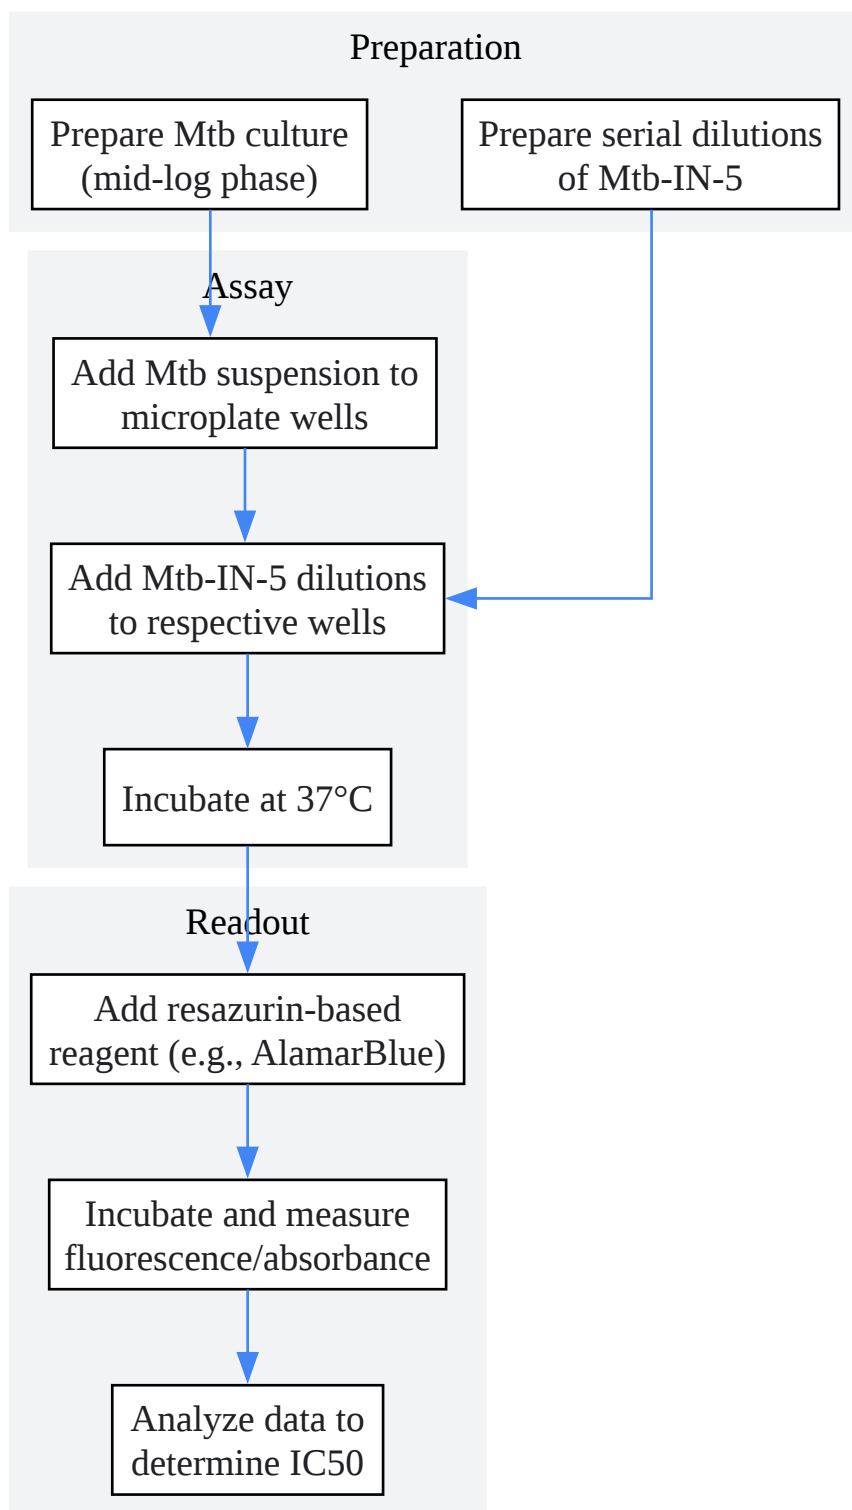 Preparation
Prepare Mtb culture
(mid-log phase)
Prepare serial dilutions
of Mtb-IN-5
Assay
Add Mtb suspension to
microplate wells
Add Mtb-IN-5 dilutions
to respective wells
Incubate at 37°C
Readout
Add resazurin-based
reagent (e.g., AlamarBlue)
Incubate and measure
fluorescence/absorbance
Analyze data to
determine IC50